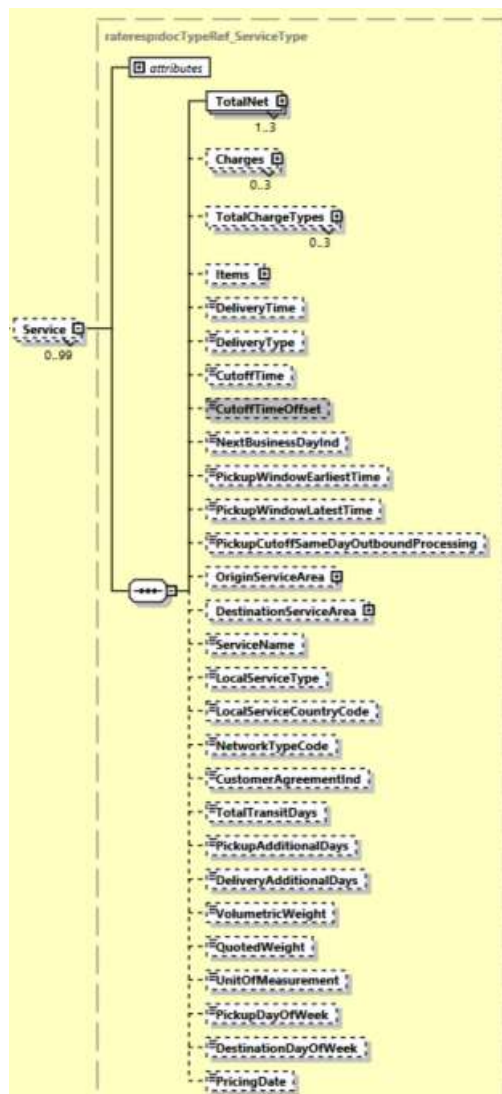 raterespdocTypeRef_ServiceType
attributes
TotalNet
1..3
Charges
0..3
TotalChargeTypes
0..3
Items
DeliveryTime
Service
0..99
DeliveryType
CutoffTime
CutoffTimeOffset
NextBusinessDayInd
PickupWindowEarliestTime
PickupWindowLatestTime
PickupCutoffSameDayOutboundProcessing
OriginServiceArea
DestinationServiceArea
ServiceName
LocalServiceType
LocalServiceCountryCode
NetworkTypeCode
CustomerAgreementInd
TotalTransitDays
PickupAdditionalDays
DeliveryAdditionalDays
VolumetricWeight
QuotedWeight
UnitOfMeasurement
PickupDayOfWeek
DestinationDayOfWeek
PricingDate